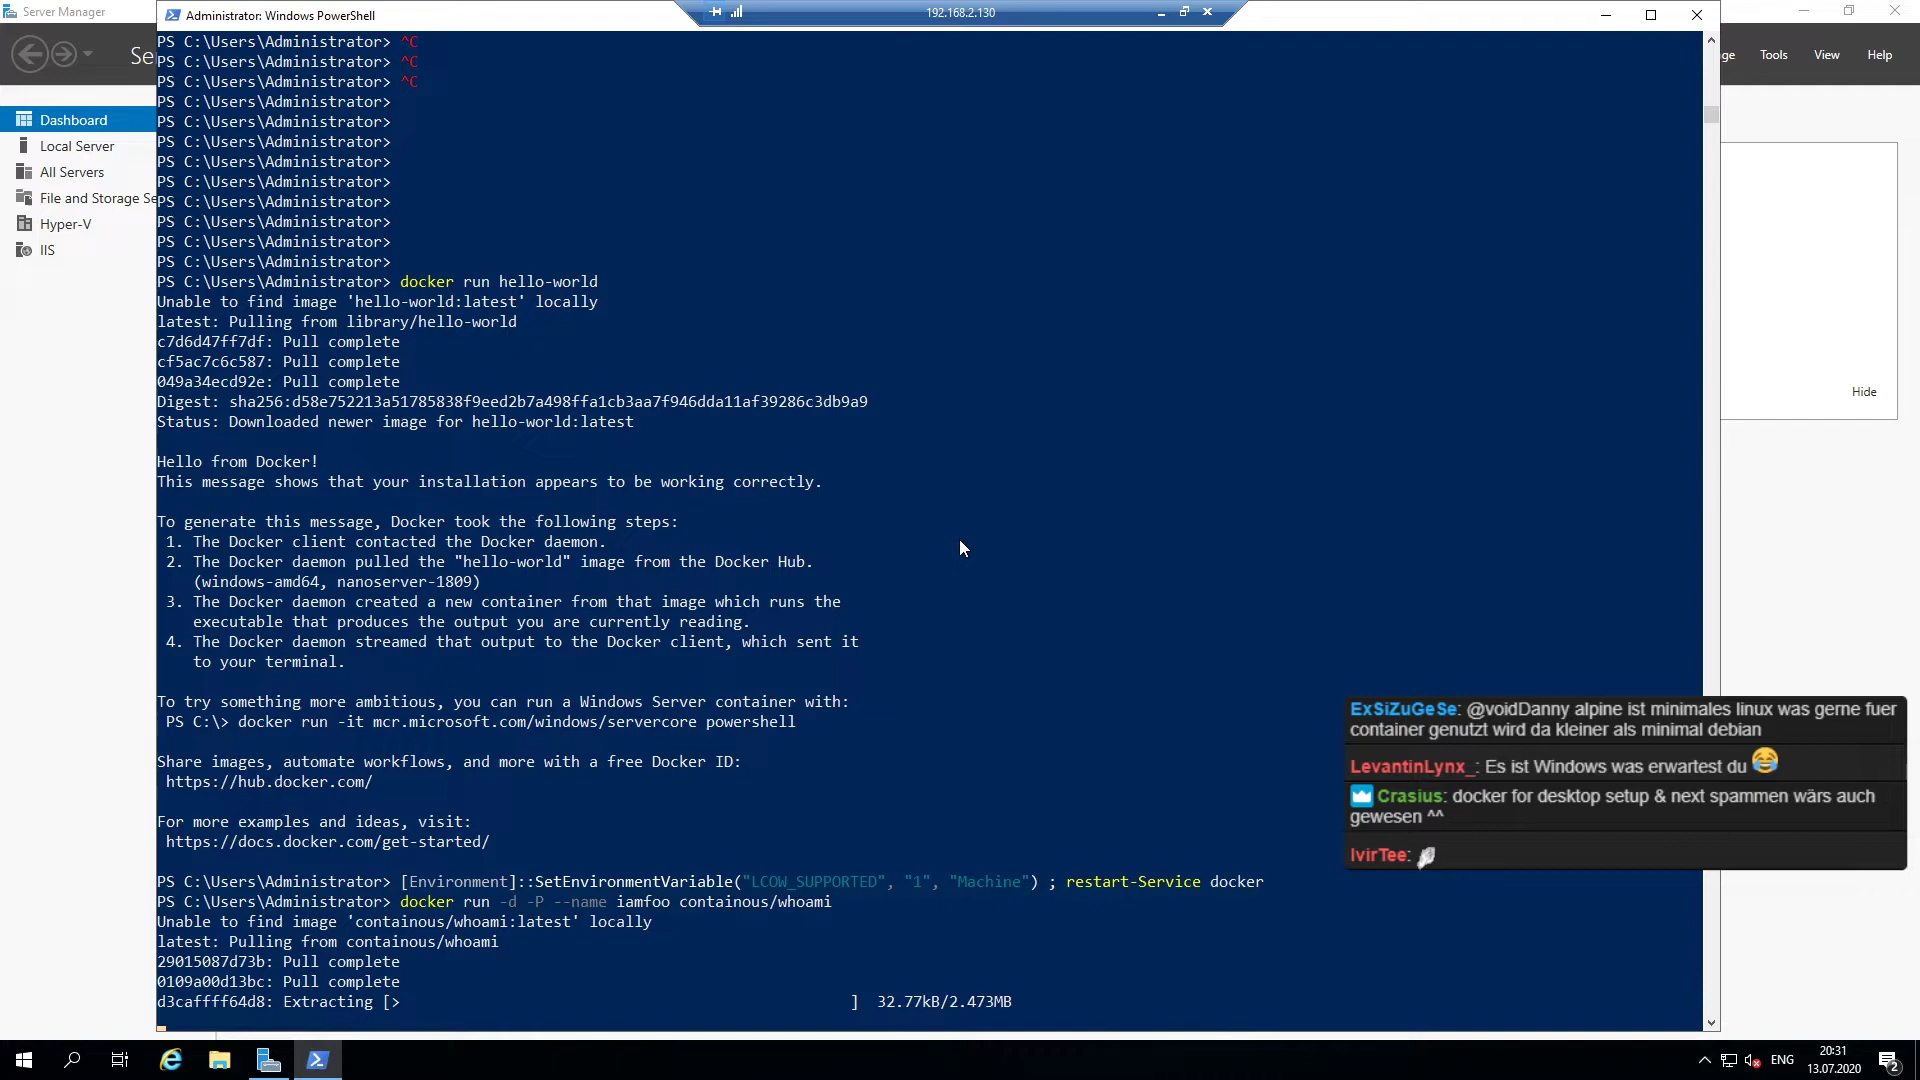 Server Manager
Administrator: Windows PowerShell
192.168.2.130
Se
ge
Tools
View
Help
Dashboard
Local Server
All Servers
File and Storage Se
Hyper-V
IIS
PS C:\Users\Administrator> ^C
PS C:\Users\Administrator> ^C
PS C:\Users\Administrator> ^C
PS C:\Users\Administrator>
PS C:\Users\Administrator>
PS C:\Users\Administrator>
PS C:\Users\Administrator>
PS C:\Users\Administrator>
PS C:\Users\Administrator>
PS C:\Users\Administrator>
PS C:\Users\Administrator>
PS C:\Users\Administrator>
PS C:\Users\Administrator> docker run hello-world
Unable to find image 'hello-world:latest' locally
latest: Pulling from library/hello-world
c7d6d47ff7df: Pull complete
cf5ac7c6c587: Pull complete
049a34ecd92e: Pull complete
Digest: sha256:d58e752213a51785838f9eed2b7a498ffa1cb3aa7f946dda11af39286c3db9a9
Status: Downloaded newer image for hello-world:latest
Hello from Docker!
This message shows that your installation appears to be working correctly.
To generate this message, Docker took the following steps:
1. The Docker client contacted the Docker daemon.
2. The Docker daemon pulled the "hello-world" image from the Docker Hub.
(windows-amd64, nanoserver-1809)
3. The Docker daemon created a new container from that image which runs the
executable that produces the output you are currently reading.
4. The Docker daemon streamed that output to the Docker client, which sent it
to your terminal.
To try something more ambitious, you can run a Windows Server container with:
PS C:\> docker run -it mcr.microsoft.com/windows/servercore powershell
Share images, automate workflows, and more with a free Docker ID:
https://hub.docker.com/
For more examples and ideas, visit:
https://docs.docker.com/get-started/
PS C:\Users\Administrator> [Environment]::SetEnvironmentVariable("LCOW_SUPPORTED", "1", "Machine") ; restart-Service docker
PS C:\Users\Administrator> docker run -d -P --name iamfoo containous/whoami
Unable to find image 'containous/whoami:latest' locally
latest: Pulling from containous/whoami
29015087d73b: Pull complete
0109a00d13bc: Pull complete
d3caffff64d8: Extracting [> ] 32.77kB/2.473MB
Hide
ExSiZuGeSe: @voidDanny alpine ist minimales linux was gerne fuer
container genutzt wird da kleiner als minimal debian
LevantinLynx_: Es ist Windows was erwartest du 😂
Crasius: docker for desktop setup & next spammen wärs auch
gewesen ^^
IvirTee:
ENG
20:31
13.07.2020
2